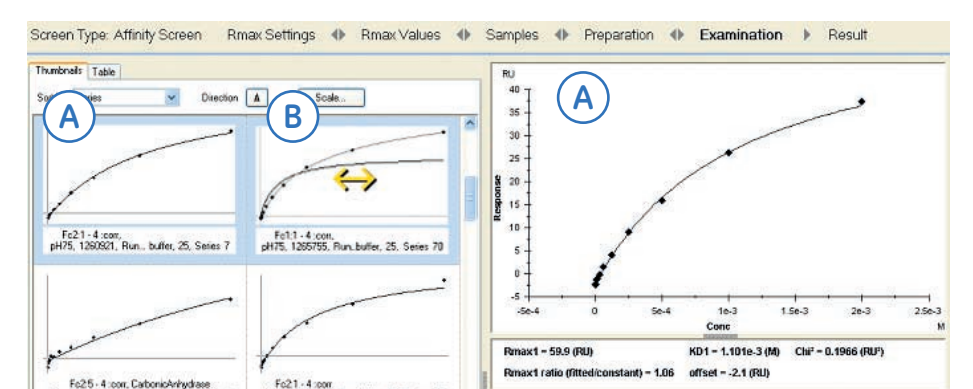 Screen Type: Affinity Screen Rmax Settings Rmax Values Samples Preparation Examination Result
Thumbnails Table
Direction A Scale...
A
B
Fc2:1 - 4 :corr,
pH75, 1260921, Run... buffer, 25, Series 7
Fc1:1 - 4 :corr,
pH75, 1265755, Run..buffer, 25, Series 70
Fc2:5 - 4 :corr, CarbonicAnhydrase
Fc2:1 - 4 :corr
RU
A
40
35
30
25
20
15
10
5
0
-5
Response
-5e-4 0 5e-4 1e-3 1.5e-3 2e-3 2.5e-3
Conc M
Rmax1 = 59.9 (RU) KD1 = 1.101e-3 (M) Chi² = 0.1966 (RU²)
Rmax1 ratio (fitted/constant) = 1.06 offset = -2.1 (RU)